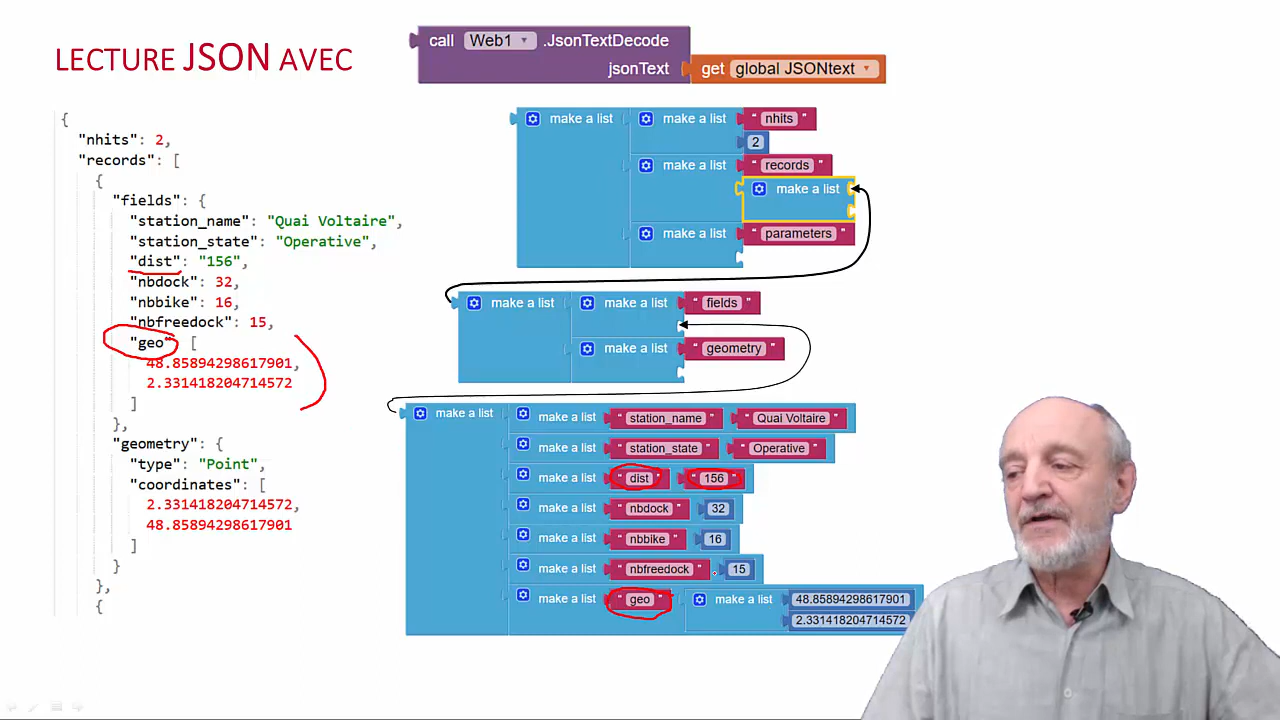 LECTURE JSON AVEC
call Web1 .JsonTextDecode
jsonText get global JSONtext
{
"nhits": 2,
"records": [
{
"fields": {
"station_name": "Quai Voltaire",
"station_state": "Operative",
"dist": "156",
"nbdock": 32,
"nbbike": 16,
"nbfreedock": 15,
"geo" [
48.85894298617901,
2.331418204714572
]
},
"geometry": {
"type": "Point",
"coordinates": [
2.331418204714572,
48.85894298617901
]
}
},
{
make a list make a list " nhits "
2
make a list " records "
make a list
make a list " parameters "
make a list make a list " fields "
make a list " geometry "
make a list make a list " station_name " " Quai Voltaire "
make a list " station_state " " Operative "
make a list " dist " " 156 "
make a list " nbdock " 32
make a list " nbbike " 16
make a list " nbfreedock " 15
make a list " geo " make a list 48.85894298617901
2.331418204714572